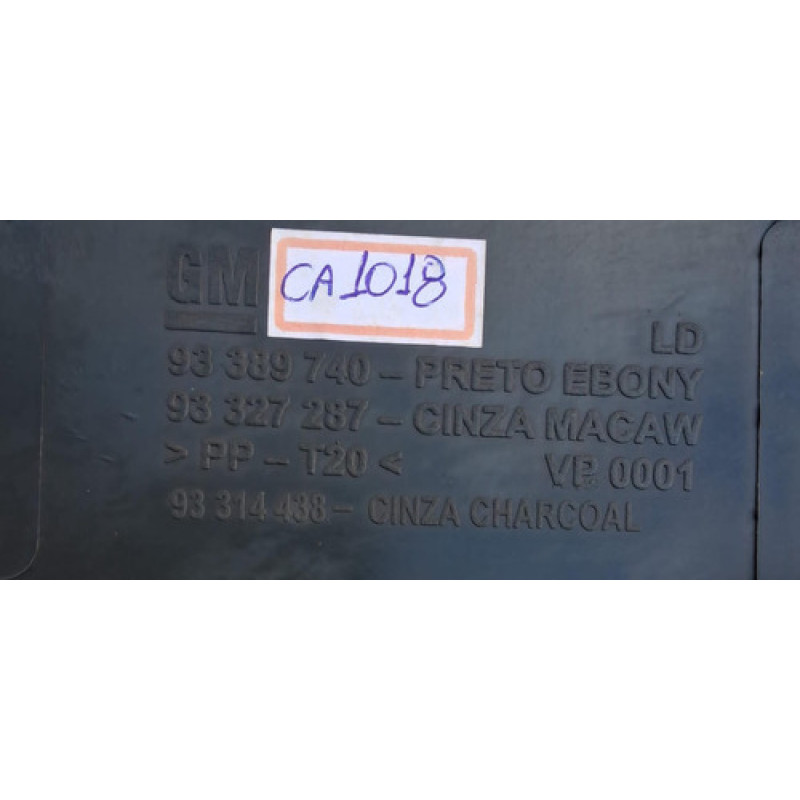 GM
CA1018
LD
93 389 740 – PRETO EBONY
93 327 287 – CINZA MACAW
> PP – T20 < VP. 0001
93 314 438 – CINZA CHARCOAL